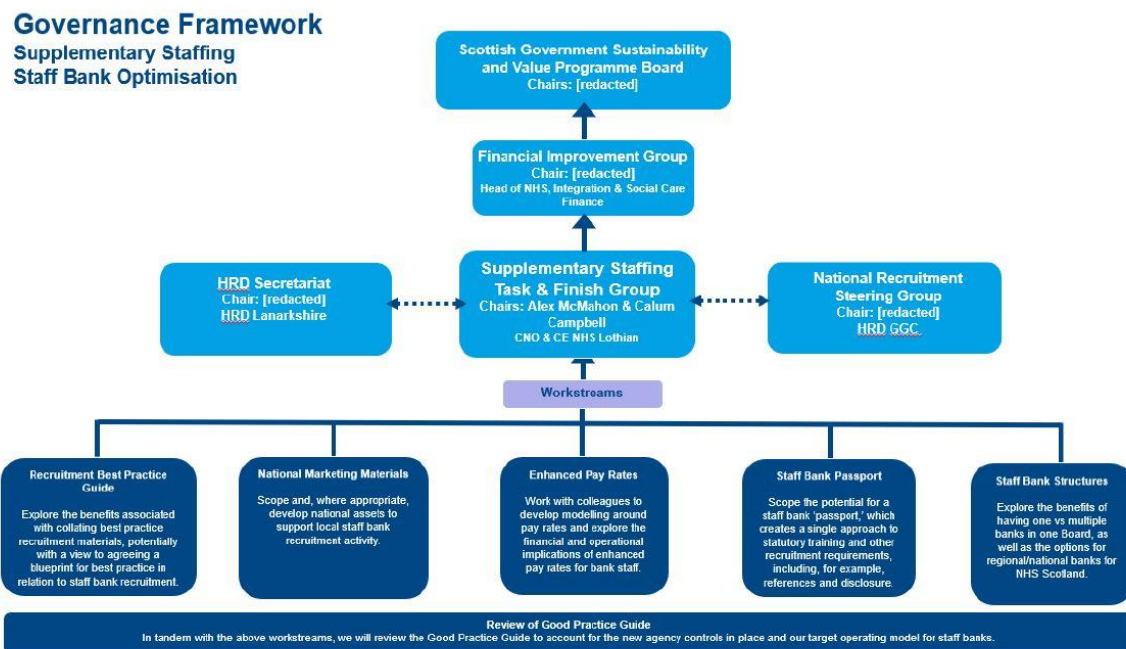 Governance Framework
Supplementary Staffing
Staff Bank Optimisation
Scottish Government Sustainability
and Value Programme Board
Chairs: [redacted]
Financial Improvement Group
Chair: [redacted]
Head of NHS, Integration & Social Care
Finance
HRD Secretariat
Chair: [redacted]
HRD Lanarkshire
Supplementary Staffing
Task & Finish Group
Chairs: Alex McMahon & Calum
Campbell
CNO & CE NHS Lothian
National Recruitment
Steering Group
Chair: [redacted]
HRD GGC
Workstreams
Recruitment Best Practice
Guide
Explore the benefits associated
with collating best practice
recruitment materials, potentially
with a view to agreeing a
blueprint for best practice in
relation to staff bank recruitment.
National Marketing Materials
Scope and, where appropriate,
develop national assets to
support local staff bank
recruitment activity.
Enhanced Pay Rates
Work with colleagues to
develop modelling around
pay rates and explore the
financial and operational
implications of enhanced
pay rates for bank staff.
Staff Bank Passport
Scope the potential for a
staff bank 'passport,' which
creates a single approach to
statutory training and other
recruitment requirements,
including, for example,
references and disclosure.
Staff Bank Structures
Explore the benefits of
having one vs multiple
banks in one Board, as
well as the options for
regional/national banks for
NHS Scotland.
Review of Good Practice Guide
In tandem with the above workstreams, we will review the Good Practice Guide to account for the new agency controls in place and our target operating model for staff banks.